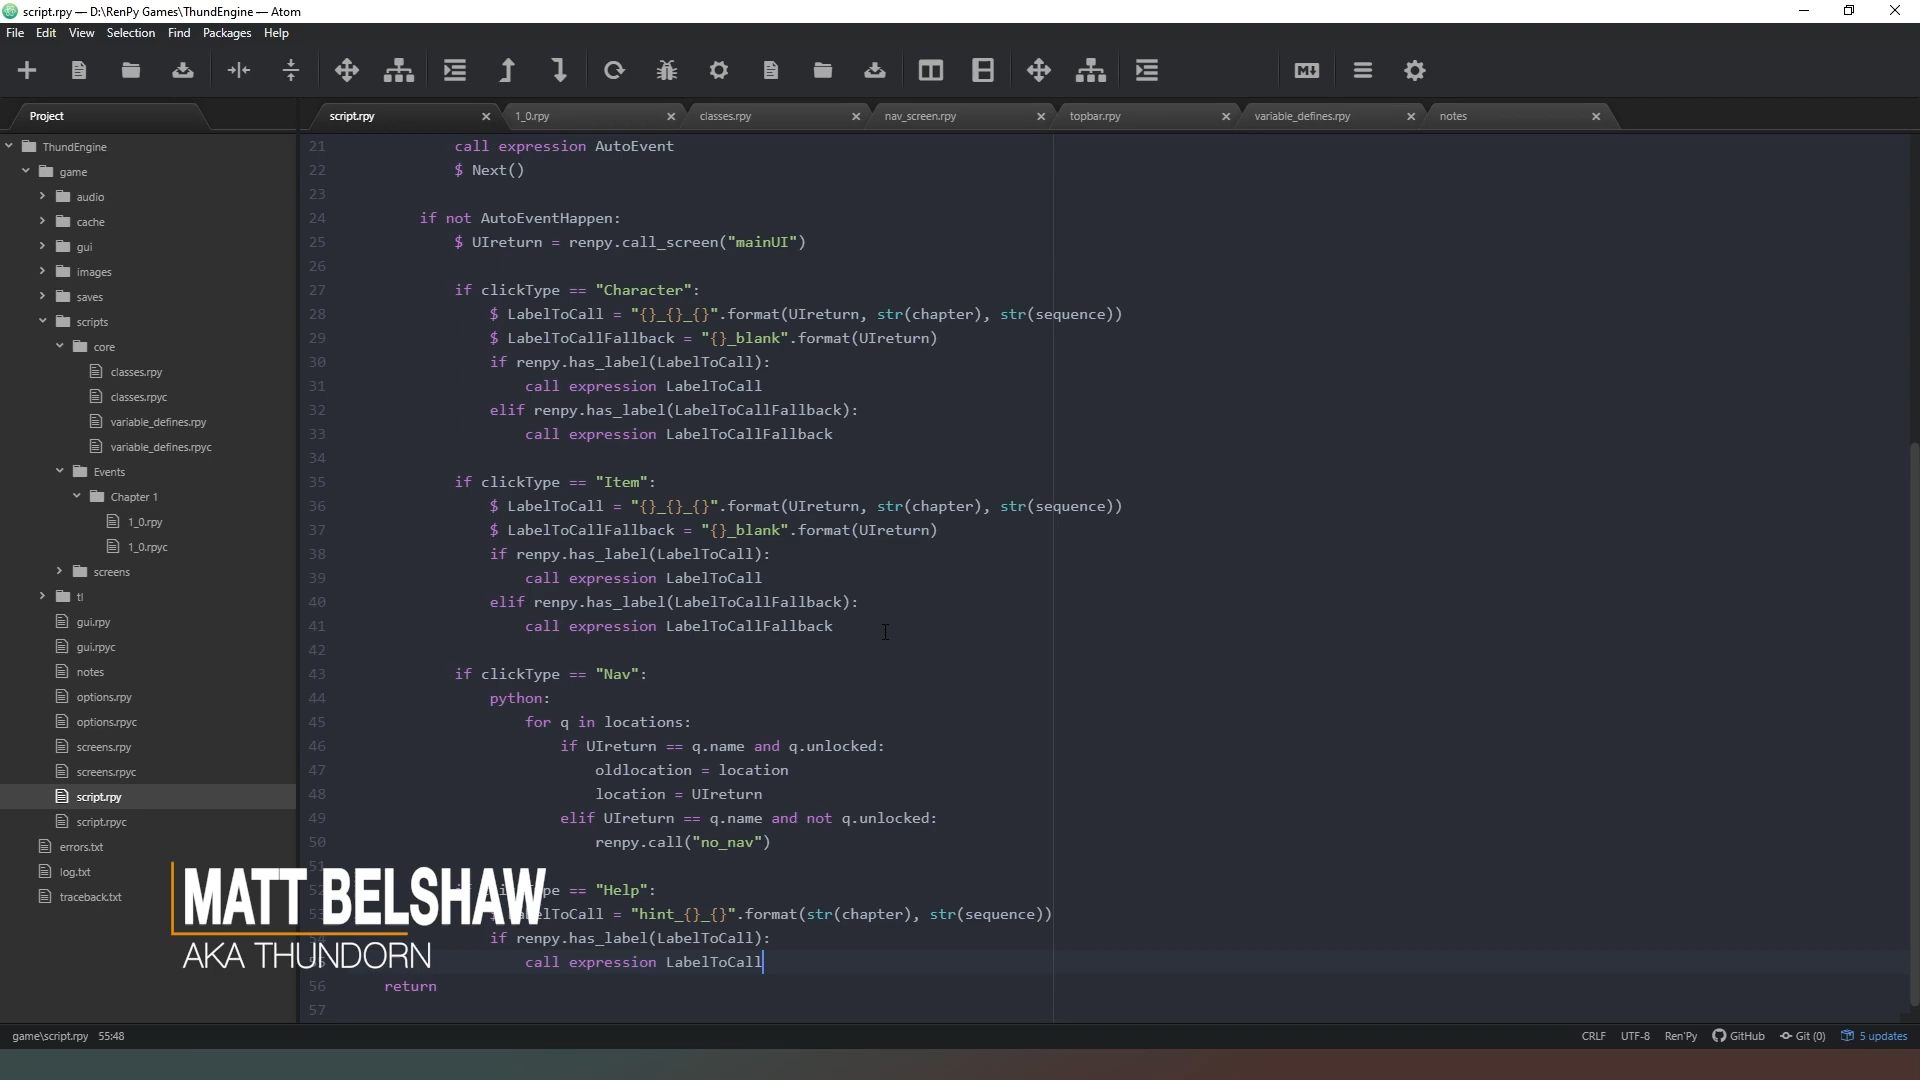 script.rpy — D:\RenPy Games\ThundEngine — Atom
File Edit View Selection Find Packages Help
M↓
Project
script.rpy 1_0.rpy classes.rpy nav_screen.rpy topbar.rpy variable_defines.rpy notes
ThundEngine
game
audio
cache
gui
images
saves
scripts
core
classes.rpy
classes.rpyc
variable_defines.rpy
variable_defines.rpyc
Events
Chapter 1
1_0.rpy
1_0.rpyc
screens
tl
gui.rpy
gui.rpyc
notes
options.rpy
options.rpyc
screens.rpy
screens.rpyc
script.rpy
script.rpyc
errors.txt
log.txt
traceback.txt
21 call expression AutoEvent
22 $ Next()
23
24 if not AutoEventHappen:
25 $ UIreturn = renpy.call_screen("mainUI")
26
27 if clickType == "Character":
28 $ LabelToCall = "{}_{}_{}".format(UIreturn, str(chapter), str(sequence))
29 $ LabelToCallFallback = "{}_blank".format(UIreturn)
30 if renpy.has_label(LabelToCall):
31 call expression LabelToCall
32 elif renpy.has_label(LabelToCallFallback):
33 call expression LabelToCallFallback
34
35 if clickType == "Item":
36 $ LabelToCall = "{}_{}_{}".format(UIreturn, str(chapter), str(sequence))
37 $ LabelToCallFallback = "{}_blank".format(UIreturn)
38 if renpy.has_label(LabelToCall):
39 call expression LabelToCall
40 elif renpy.has_label(LabelToCallFallback):
41 call expression LabelToCallFallback
42
43 if clickType == "Nav":
44 python:
45 for q in locations:
46 if UIreturn == q.name and q.unlocked:
47 oldlocation = location
48 location = UIreturn
49 elif UIreturn == q.name and not q.unlocked:
50 renpy.call("no_nav")
51
pe == "Help":
lToCall = "hint_{}_{}".format(str(chapter), str(sequence))
if renpy.has_label(LabelToCall):
call expression LabelToCall
56 return
57
MATT BELSHAW
AKA THUNDORN
game\script.rpy 55:48 CRLF UTF-8 Ren'Py GitHub Git (0) 5 updates